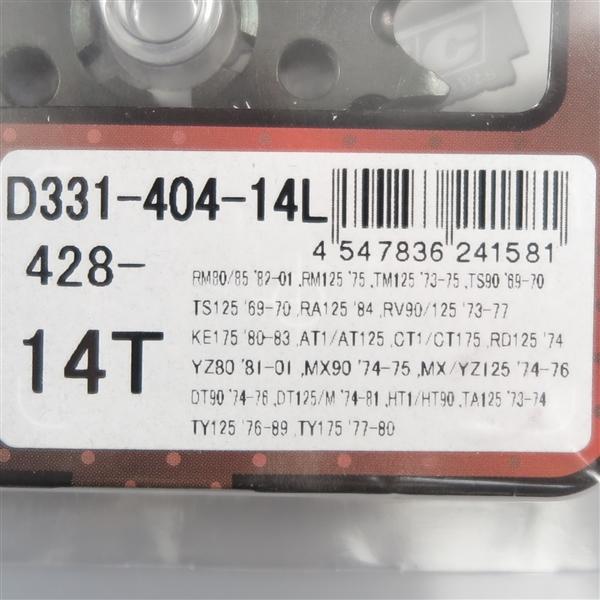 D331-404-14L
4 547836 241581
428-
14T
RM80/85 '82-01 ,RM125 '75 ,TM125 '73-75 ,TS90 '69-70
TS125 '69-70 ,RA125 '84 ,RV90/125 '73-77
KE175 '80-83 ,AT1/AT125 ,CT1/CT175 ,RD125 '74
YZ80 '81-01 ,MX90 '74-75 ,MX/YZ125 '74-76
DT90 '74-76 ,DT125/M '74-81 ,HT1/HT90 ,TA125 '73-74
TY125 '76-89 ,TY175 '77-80